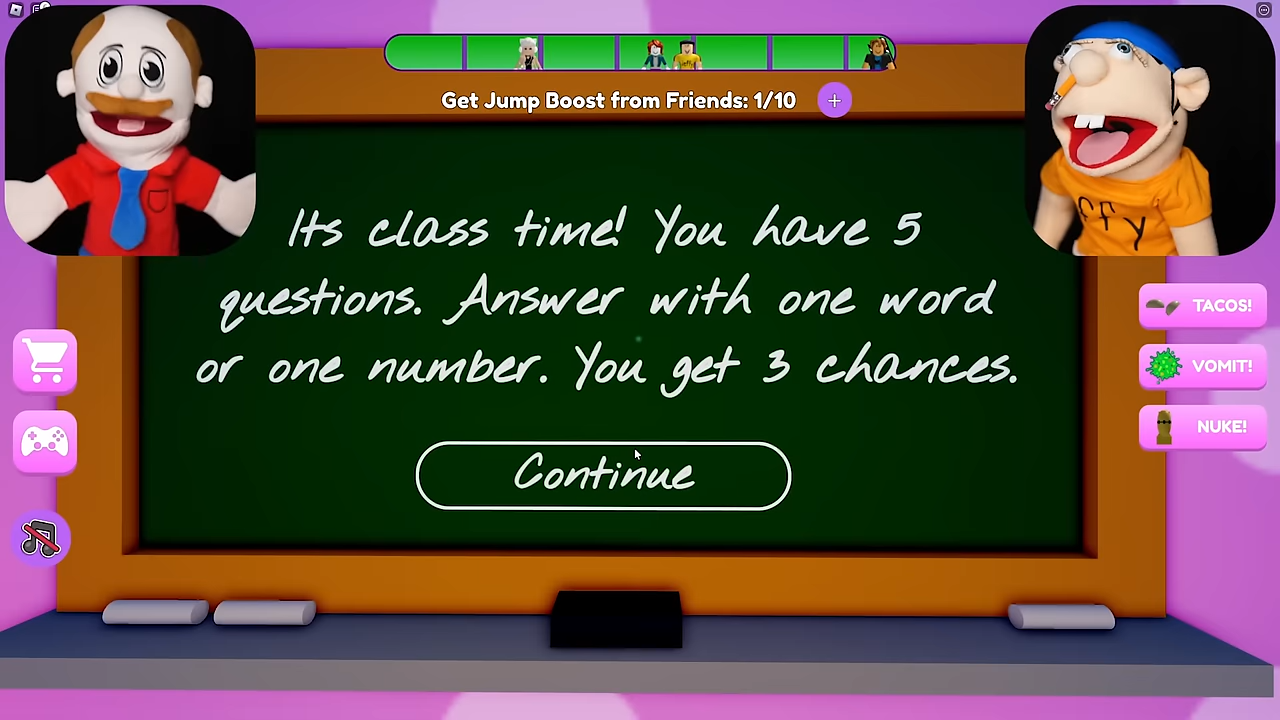 Get Jump Boost from Friends: 1/10
+
Its class time! You have 5
questions. Answer with one word
or one number. You get 3 chances.
Continue
TACOS!
VOMIT!
NUKE!
ffy